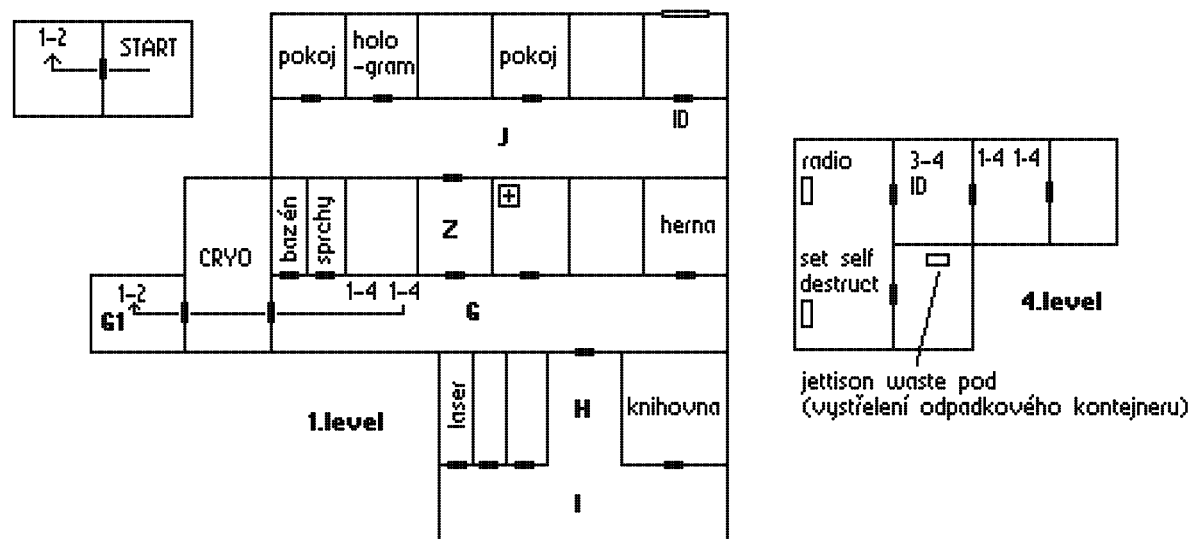 1-2
START
pokoj
holo
-gram
pokoj
ID
J
bazén
sprchy
Z
herna
CRYO
1-2
G1
1-4 1-4
G
laser
H
knihovna
I
1.level
radio
3-4
ID
1-4 1-4
set self
destruct
4.level
jettison waste pod
(vystřelení odpadkového kontejneru)